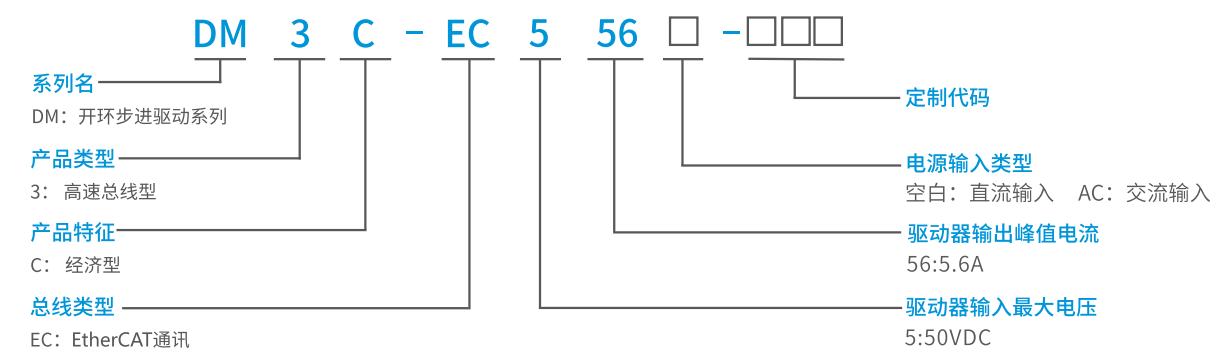 DM 3 C - EC 5 56 □ - □□□
系列名
DM：开环步进驱动系列
产品类型
3： 高速总线型
产品特征
C： 经济型
总线类型
EC：EtherCAT通讯
定制代码
电源输入类型
空白：直流输入 AC：交流输入
驱动器输出峰值电流
56:5.6A
驱动器输入最大电压
5:50VDC